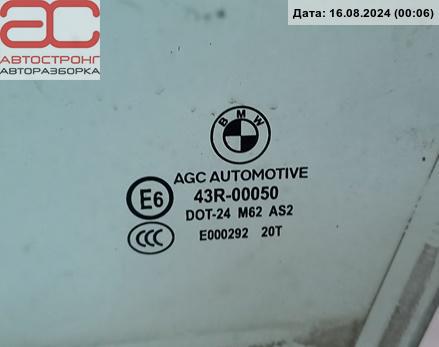 Дата: 16.08.2024 (00:06)
ac
АВТОСТРОНГ
АВТОРАЗБОРКА
BMW
AGC AUTOMOTIVE
E6 43R-00050
DOT-24 M62 AS2
CCC E000292 20T